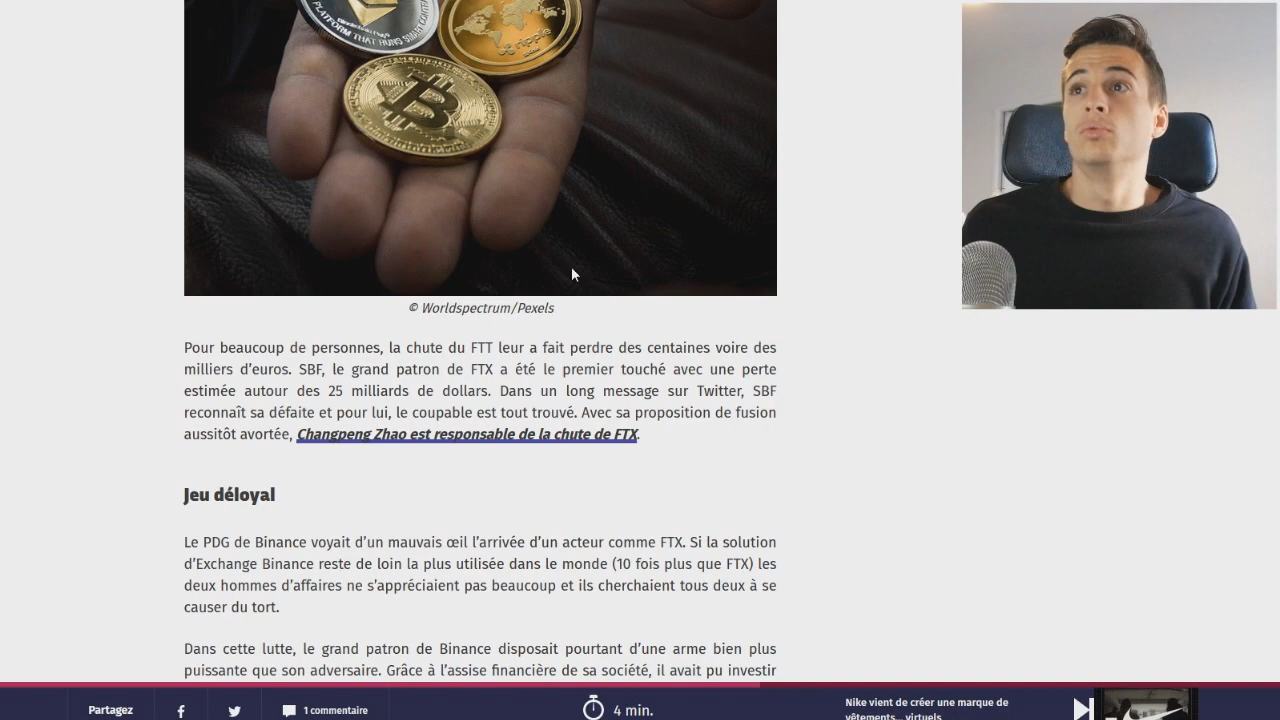 PLATFORM THAT RUNS SMART CONT
ripple
© Worldspectrum/Pexels
Pour beaucoup de personnes, la chute du FTT leur a fait perdre des centaines voire des
milliers d’euros. SBF, le grand patron de FTX a été le premier touché avec une perte
estimée autour des 25 milliards de dollars. Dans un long message sur Twitter, SBF
reconnaît sa défaite et pour lui, le coupable est tout trouvé. Avec sa proposition de fusion
aussitôt avortée, Changpeng Zhao est responsable de la chute de FTX.
Jeu déloyal
Le PDG de Binance voyait d’un mauvais œil l’arrivée d’un acteur comme FTX. Si la solution
d’Exchange Binance reste de loin la plus utilisée dans le monde (10 fois plus que FTX) les
deux hommes d’affaires ne s’appréciaient pas beaucoup et ils cherchaient tous deux à se
causer du tort.
Dans cette lutte, le grand patron de Binance disposait pourtant d’une arme bien plus
puissante que son adversaire. Grâce à l’assise financière de sa société, il avait pu investir
Partagez
1 commentaire
4 min.
Nike vient de créer une marque de
vêtements... virtuels